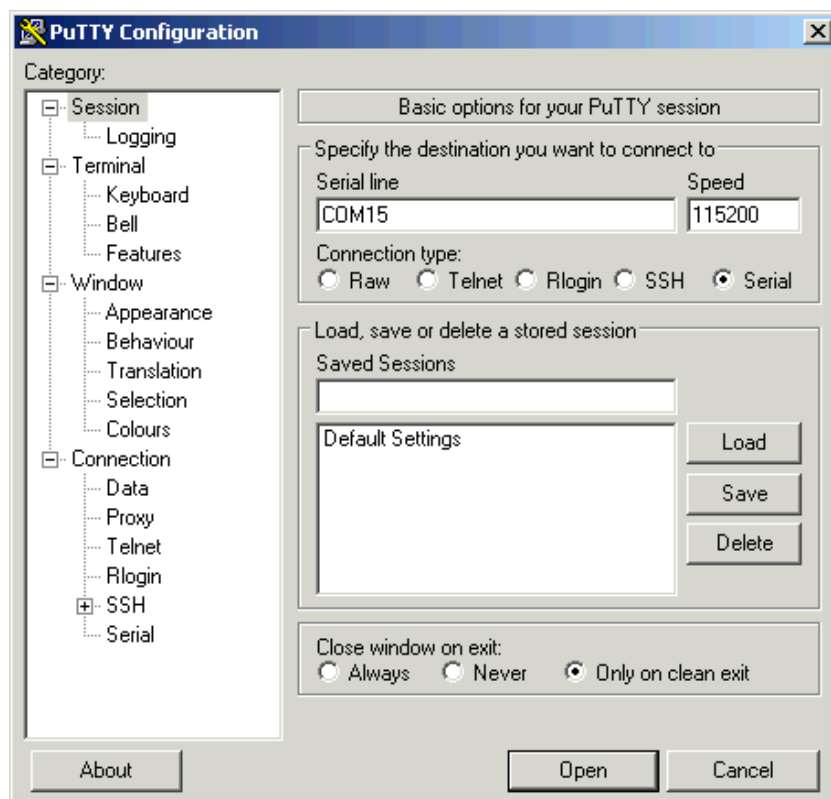 PuTTY Configuration
Category:
Session
Logging
Terminal
Keyboard
Bell
Features
Window
Appearance
Behaviour
Translation
Selection
Colours
Connection
Data
Proxy
Telnet
Rlogin
SSH
Serial
Basic options for your PuTTY session
Specify the destination you want to connect to
Serial line Speed
COM15 115200
Connection type:
Raw Telnet Rlogin SSH Serial
Load, save or delete a stored session
Saved Sessions
Default Settings
Load
Save
Delete
Close window on exit:
Always Never Only on clean exit
About Open Cancel